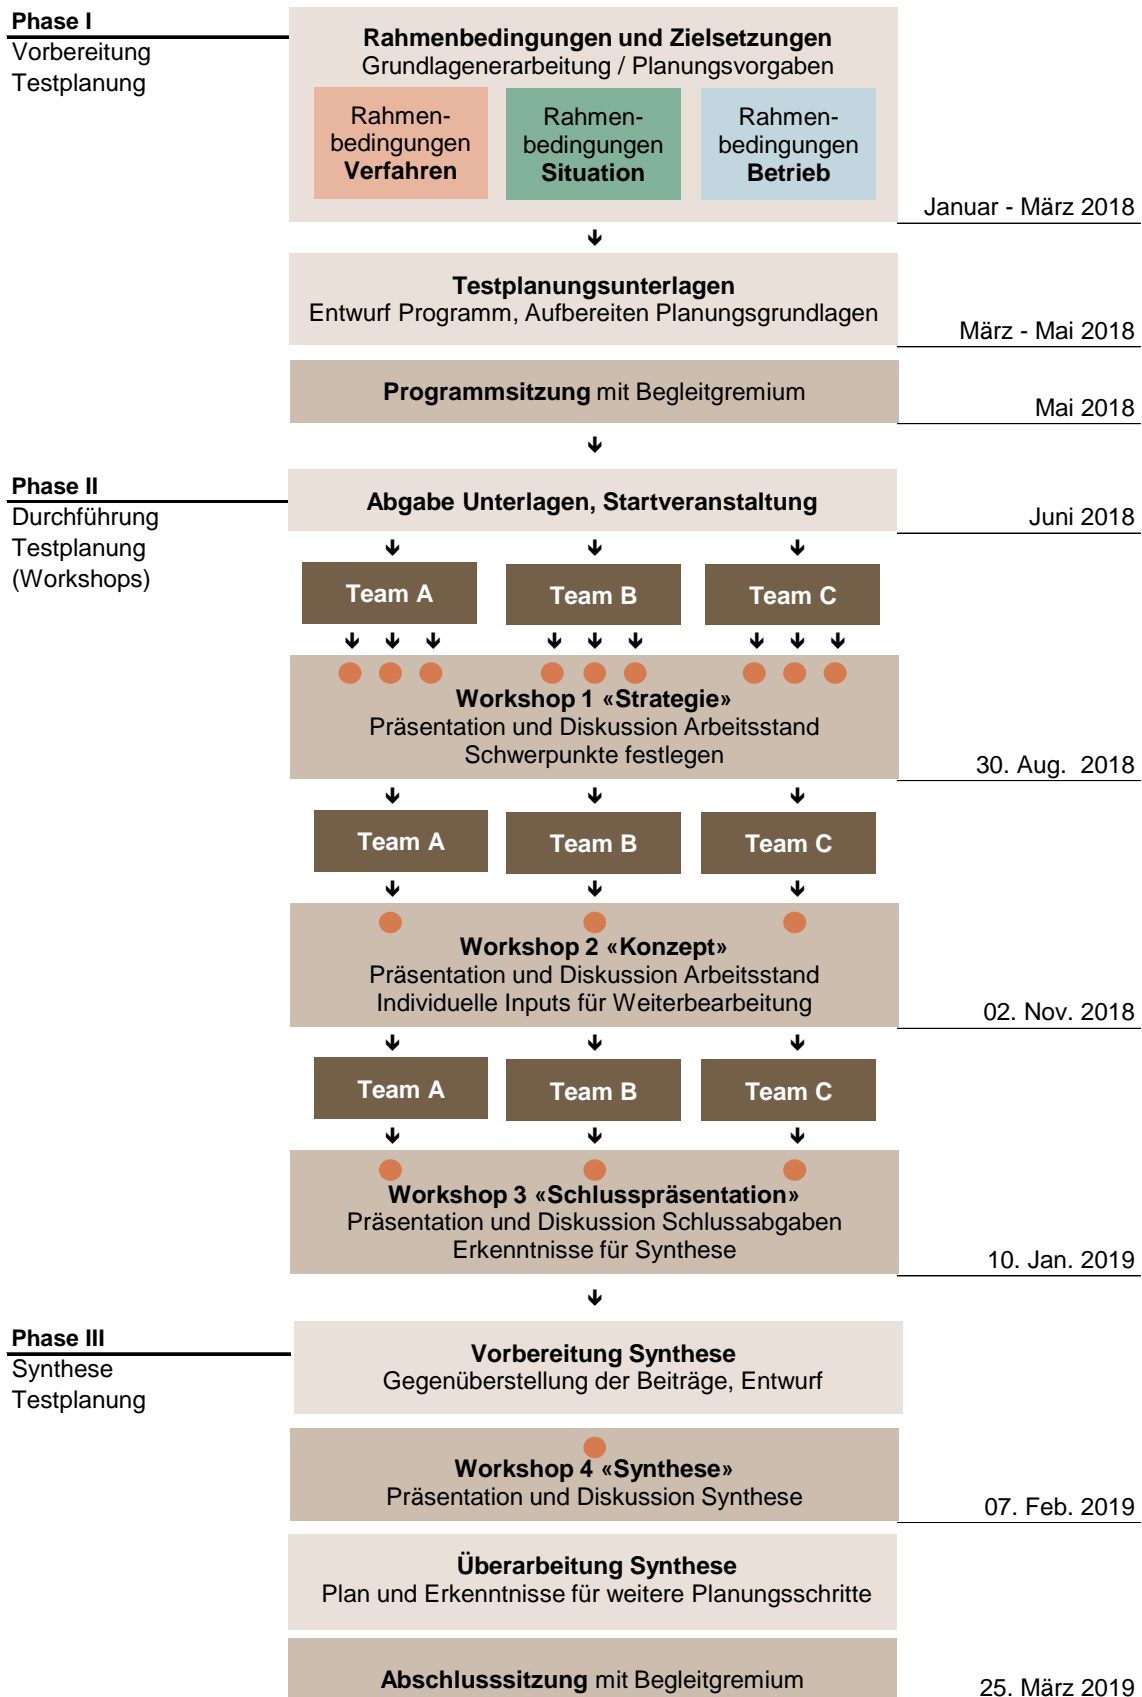 Phase I
Vorbereitung
Testplanung
Rahmenbedingungen und Zielsetzungen
Grundlagenerarbeitung / Planungsvorgaben
Rahmen-
bedingungen
Verfahren
Rahmen-
bedingungen
Situation
Rahmen-
bedingungen
Betrieb
Januar - März 2018
Testplanungsunterlagen
Entwurf Programm, Aufbereiten Planungsgrundlagen
März - Mai 2018
Programmsitzung mit Begleitgremium
Mai 2018
Phase II
Durchführung
Testplanung
(Workshops)
Abgabe Unterlagen, Startveranstaltung
Juni 2018
Team A
Team B
Team C
Workshop 1 «Strategie»
Präsentation und Diskussion Arbeitsstand
Schwerpunkte festlegen
30. Aug.  2018
Team A
Team B
Team C
Workshop 2 «Konzept»
Präsentation und Diskussion Arbeitsstand
Individuelle Inputs für Weiterbearbeitung
02. Nov. 2018
Team A
Team B
Team C
Workshop 3 «Schlusspräsentation»
Präsentation und Diskussion Schlussabgaben
Erkenntnisse für Synthese
10. Jan. 2019
Phase III
Synthese
Testplanung
Vorbereitung Synthese
Gegenüberstellung der Beiträge, Entwurf
Workshop 4 «Synthese»
Präsentation und Diskussion Synthese
07. Feb. 2019
Überarbeitung Synthese
Plan und Erkenntnisse für weitere Planungsschritte
Abschlusssitzung mit Begleitgremium
25. März 2019